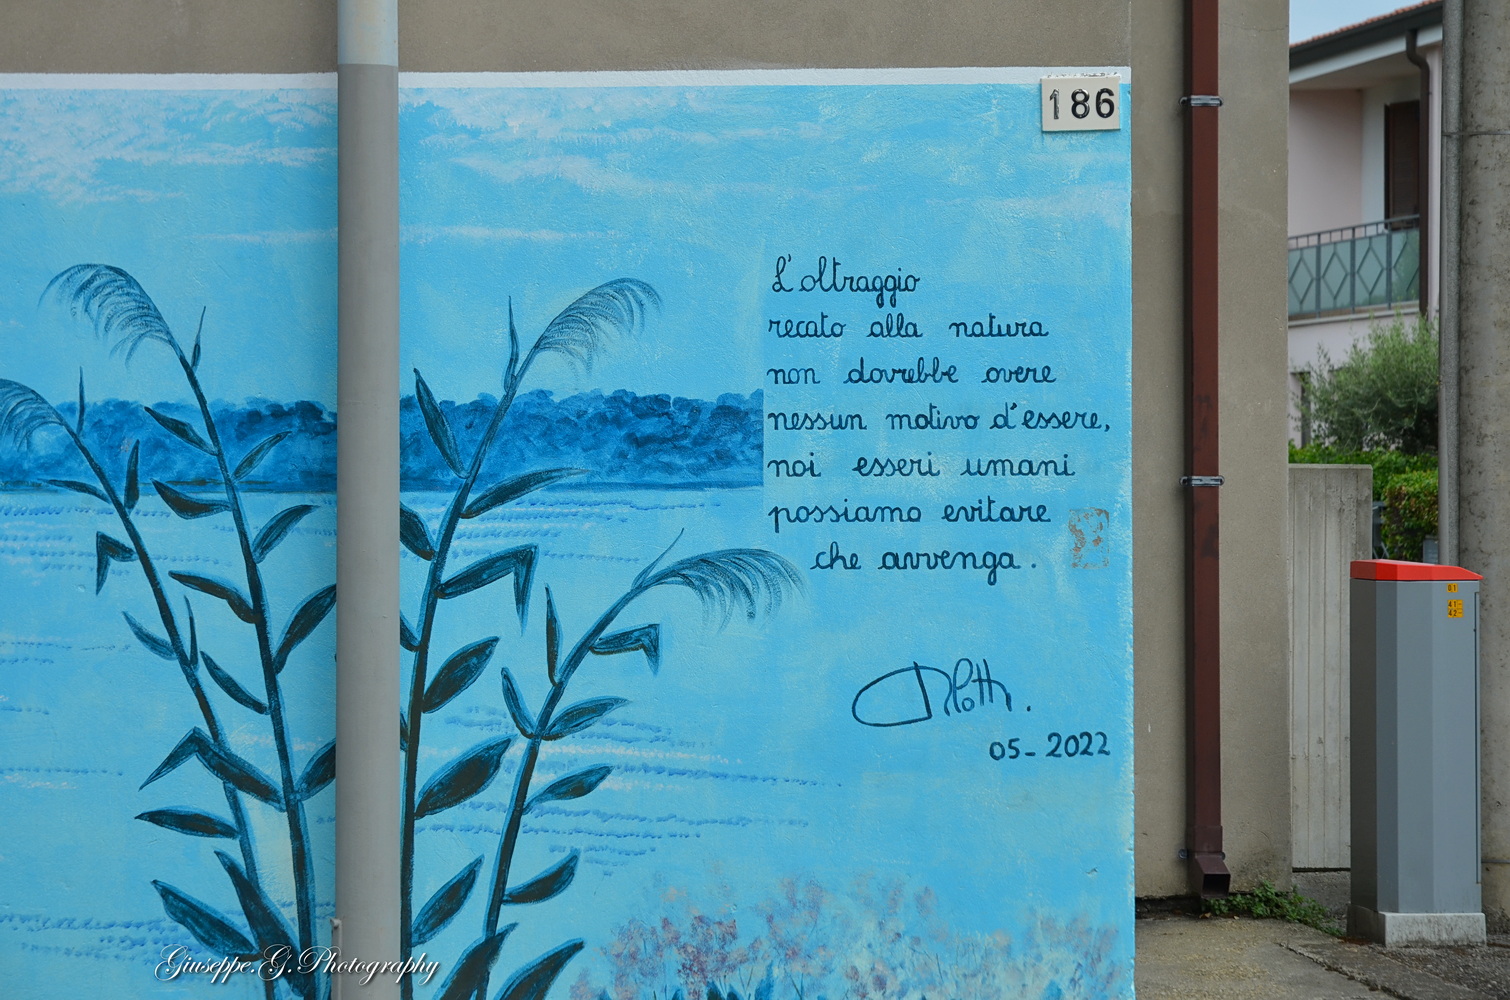 186
L'oltraggio
recato alla natura
non dovrebbe avere
nessun motivo d'essere,
noi esseri umani
possiamo evitare
che avvenga.
05-2022
Giuseppe.G.Photography